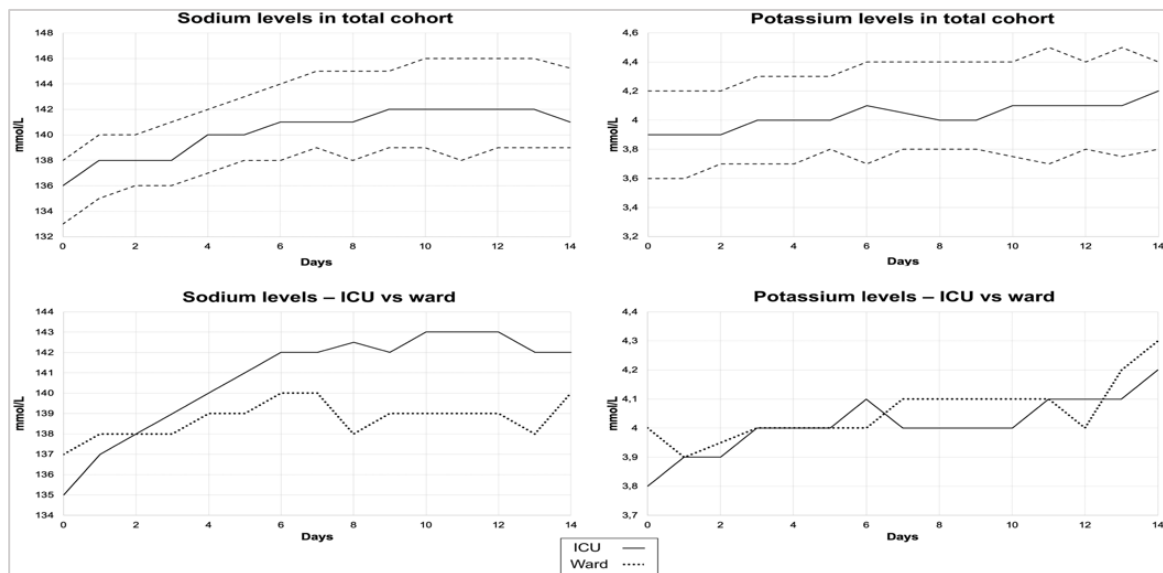 Sodium levels in total cohort
148
146
144
142
140
138
136
134
132
mmol/L
0 2 4 6 8 10 12 14
Days
Potassium levels in total cohort
4,6
4,4
4,2
4
3,8
3,6
3,4
3,2
mmol/L
0 2 4 6 8 10 12 14
Days
Sodium levels – ICU vs ward
144
143
142
141
140
139
138
137
136
135
134
mmol/L
0 2 4 6 8 10 12 14
Days
Potassium levels – ICU vs ward
4,4
4,3
4,2
4,1
4
3,9
3,8
3,7
mmol/L
0 2 4 6 8 10 12 14
Days
ICU
Ward